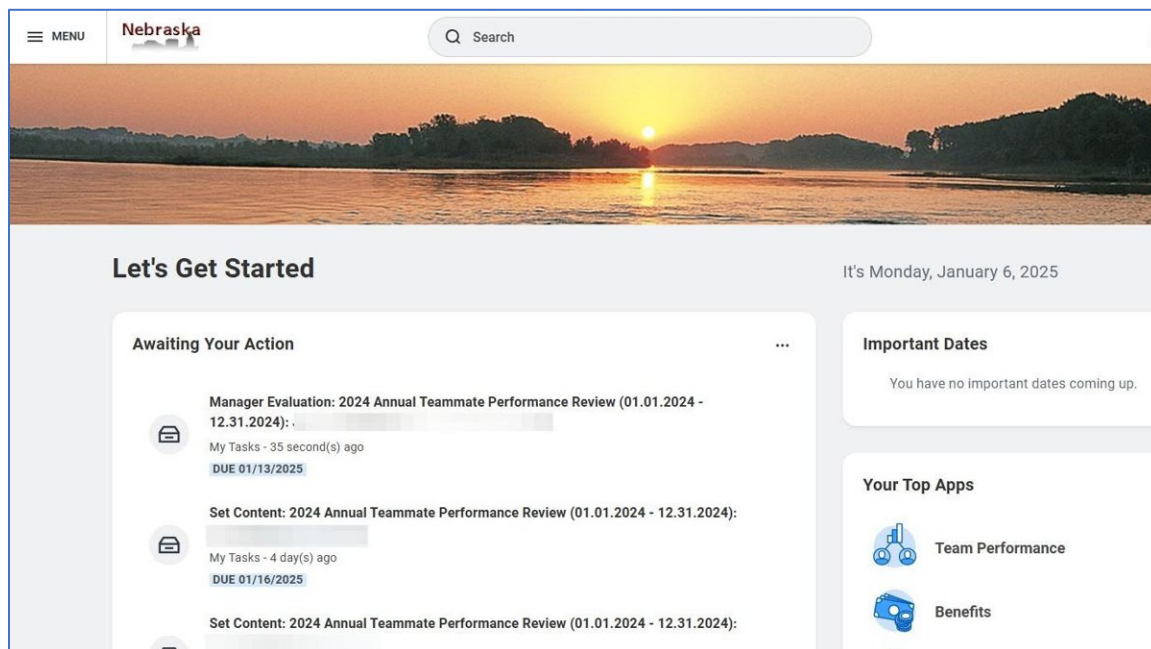 MENU
Nebraska
Search
Let's Get Started
It's Monday, January 6, 2025
Awaiting Your Action
Manager Evaluation: 2024 Annual Teammate Performance Review (01.01.2024 -
12.31.2024):
My Tasks - 35 second(s) ago
DUE 01/13/2025
Set Content: 2024 Annual Teammate Performance Review (01.01.2024 - 12.31.2024):
My Tasks - 4 day(s) ago
DUE 01/16/2025
Set Content: 2024 Annual Teammate Performance Review (01.01.2024 - 12.31.2024):
Important Dates
You have no important dates coming up.
Your Top Apps
Team Performance
Benefits